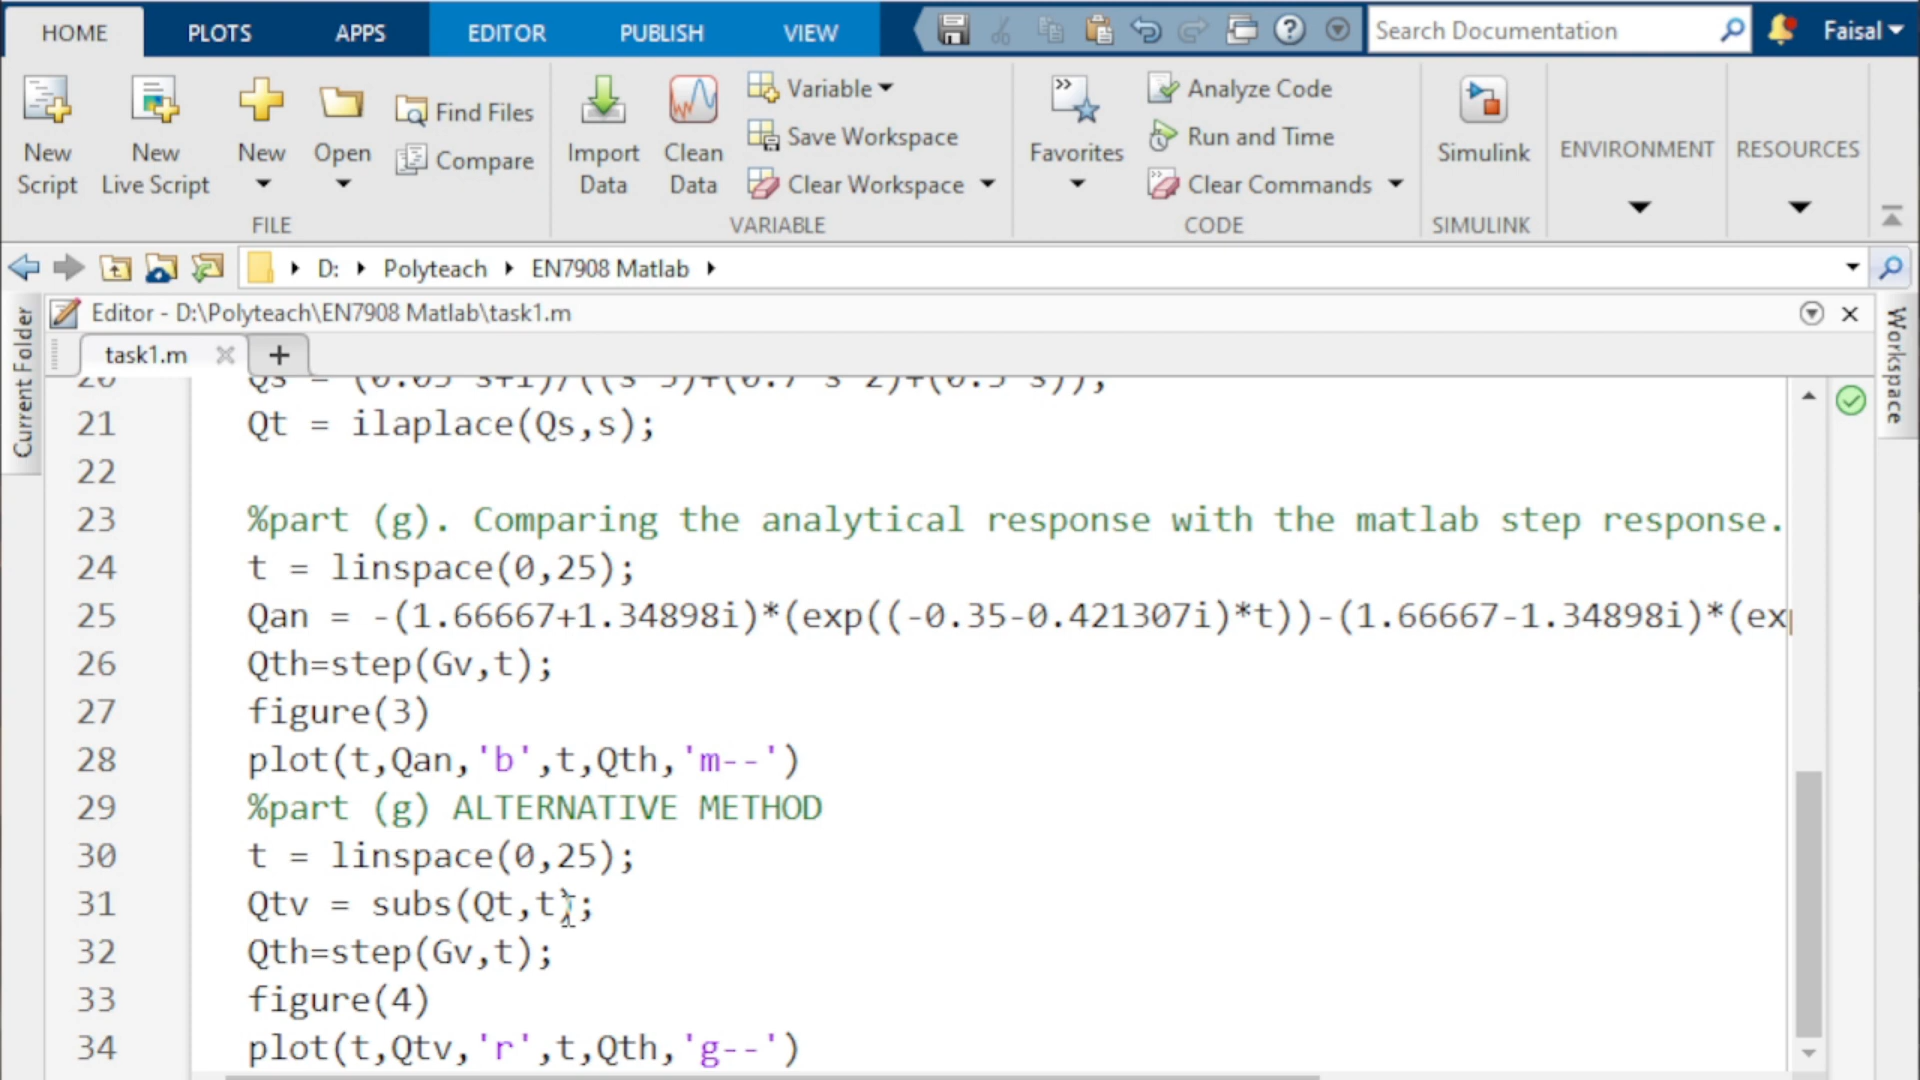 HOME PLOTS APPS EDITOR PUBLISH VIEW Search Documentation Faisal
New Script
New Live Script
New
Open
Find Files
Compare
FILE
Import Data
Clean Data
Variable
Save Workspace
Clear Workspace
VARIABLE
Favorites
Analyze Code
Run and Time
Clear Commands
CODE
Simulink
SIMULINK
ENVIRONMENT
RESOURCES
D: Polyteach EN7908 Matlab
Current Folder
Workspace
Editor - D:\Polyteach\EN7908 Matlab\task1.m
task1.m
21 Qt = ilaplace(Qs,s);
22
23 %part (g). Comparing the analytical response with the matlab step response.
24 t = linspace(0,25);
25 Qan = -(1.66667+1.34898i)*(exp((-0.35-0.421307i)*t))-(1.66667-1.34898i)*(exp
26 Qth=step(Gv,t);
27 figure(3)
28 plot(t,Qan,'b',t,Qth,'m--')
29 %part (g) ALTERNATIVE METHOD
30 t = linspace(0,25);
31 Qtv = subs(Qt,t);
32 Qth=step(Gv,t);
33 figure(4)
34 plot(t,Qtv,'r',t,Qth,'g--')